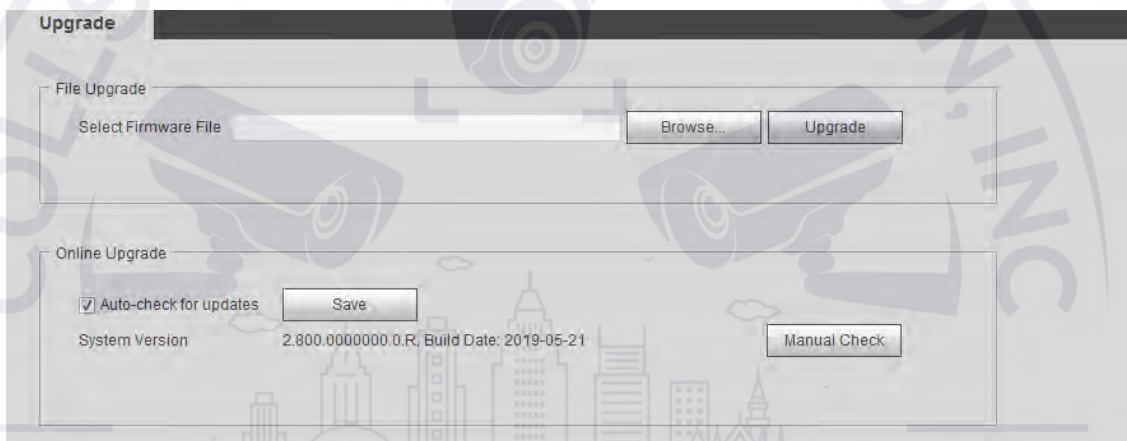 Upgrade
File Upgrade
Select Firmware File Browse... Upgrade
Online Upgrade
Auto-check for updates Save
System Version 2.800.0000000.0.R, Build Date: 2019-05-21 Manual Check